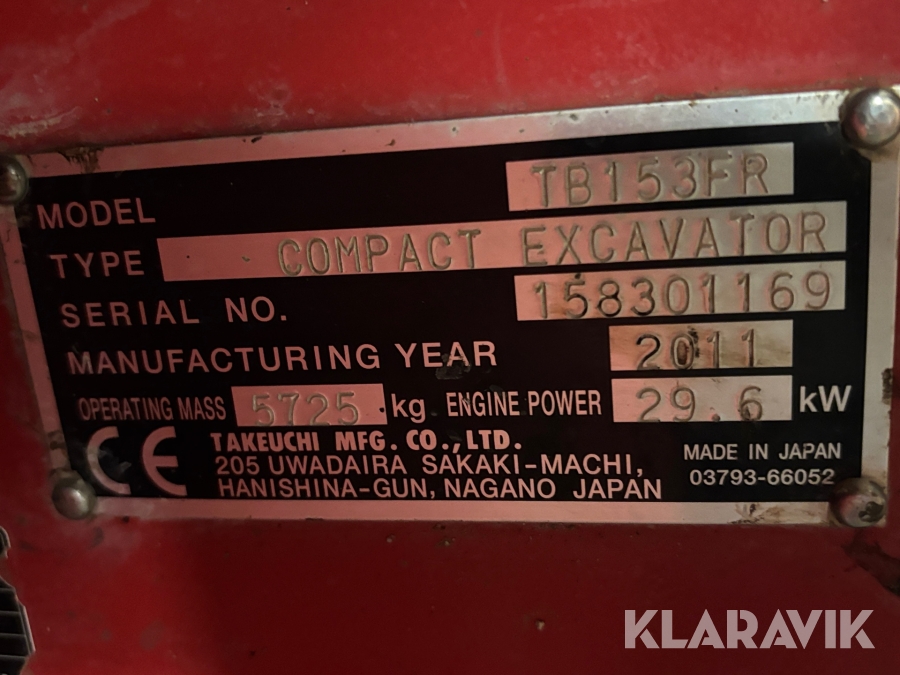 MODEL TB153FR
TYPE COMPACT EXCAVATOR
SERIAL NO. 158301169
MANUFACTURING YEAR 2011
OPERATING MASS 5725 kg ENGINE POWER 29.6 kW
CE TAKEUCHI MFG. CO., LTD.
205 UWADAIRA SAKAKI-MACHI,
HANISHINA-GUN, NAGANO JAPAN
MADE IN JAPAN
03793-66052
KLARAVIK